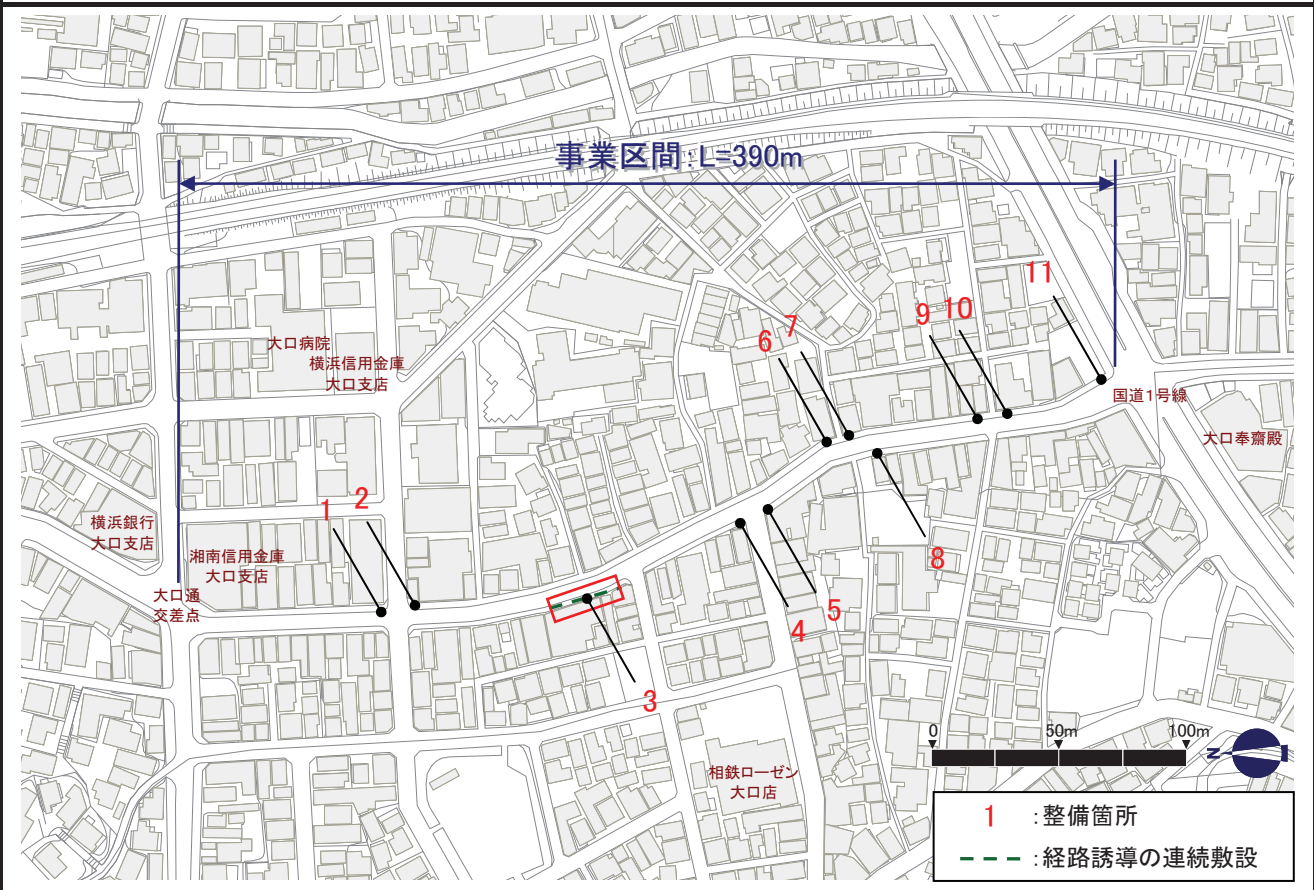 事業区間:L=390m
11
9
10
6
7
大口病院
横浜信用金庫
大口支店
国道1号線
大口奉齋殿
1
2
横浜銀行
大口支店
湘南信用金庫
大口支店
大口通
交差点
8
5
4
3
0
50m
100m
N
相鉄ローゼン
大口店
1 :整備箇所
:経路誘導の連続敷設